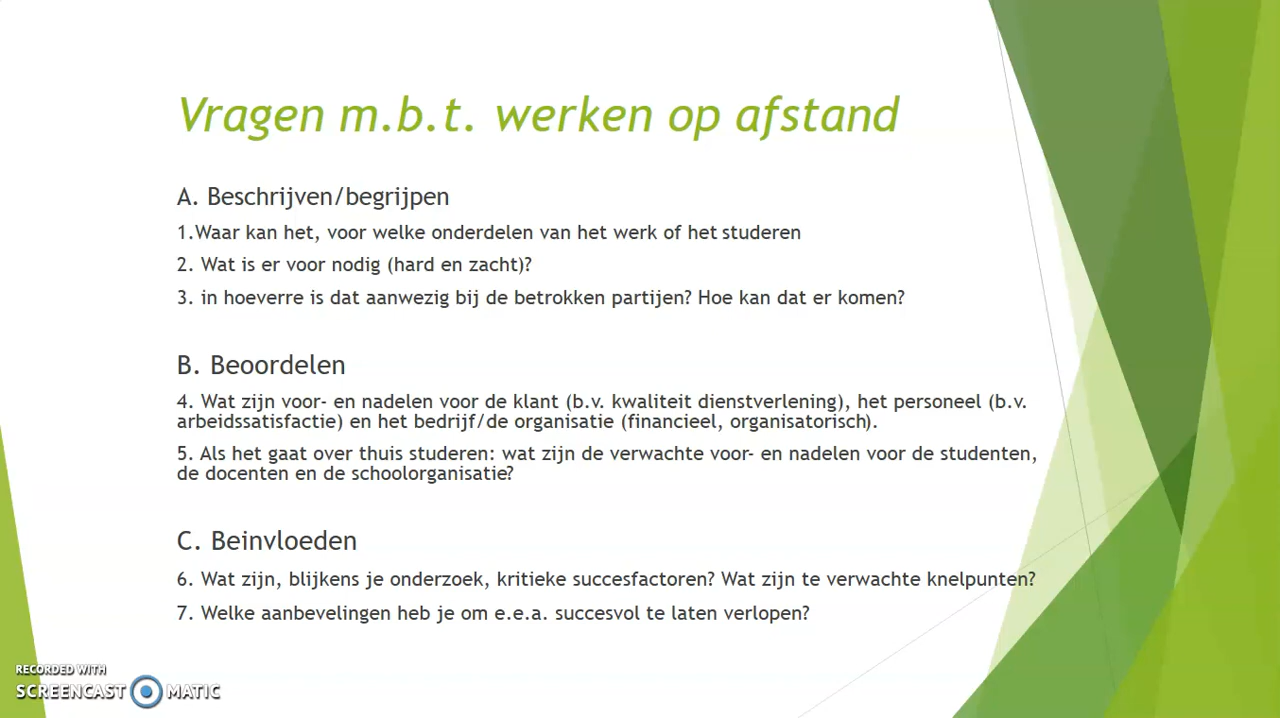 Vragen m.b.t. werken op afstand
A. Beschrijven/begrijpen
1.Waar kan het, voor welke onderdelen van het werk of het studeren
2. Wat is er voor nodig (hard en zacht)?
3. in hoeverre is dat aanwezig bij de betrokken partijen? Hoe kan dat er komen?
B. Beoordelen
4. Wat zijn voor- en nadelen voor de klant (b.v. kwaliteit dienstverlening), het personeel (b.v.
arbeidssatisfactie) en het bedrijf/de organisatie (financieel, organisatorisch).
5. Als het gaat over thuis studeren: wat zijn de verwachte voor- en nadelen voor de studenten,
de docenten en de schoolorganisatie?
C. Beinvloeden
6. Wat zijn, blijkens je onderzoek, kritieke succesfactoren? Wat zijn te verwachte knelpunten?
7. Welke aanbevelingen heb je om e.e.a. succesvol te laten verlopen?
RECORDED WITH
SCREENCAST MATIC